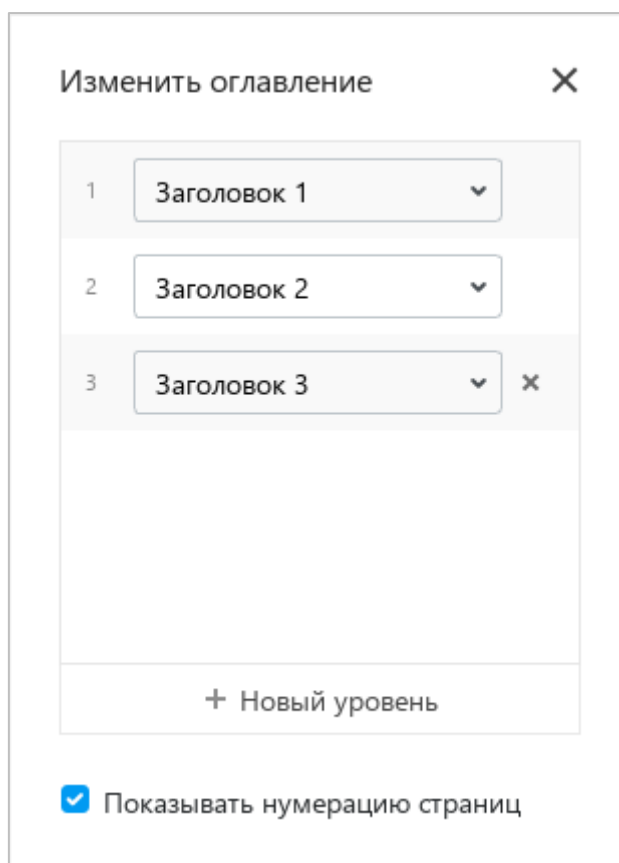 Изменить оглавление
1 Заголовок 1
2 Заголовок 2
3 Заголовок 3
+ Новый уровень
Показывать нумерацию страниц